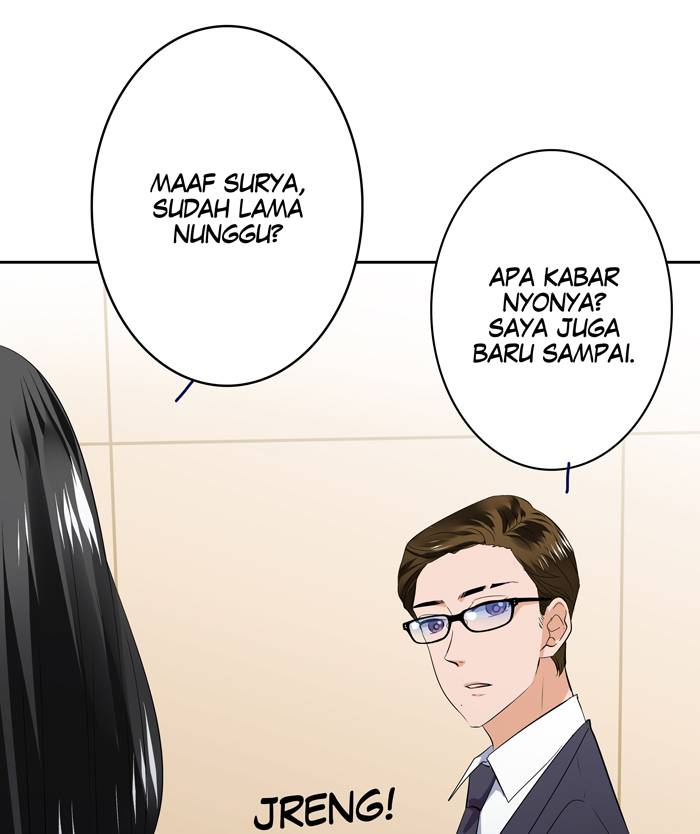 MAAF SURYA,
SUDAH LAMA
NUNGGU?
APA KABAR
NYONYA?
SAYA JUGA
BARU SAMPAI.
JRENG!